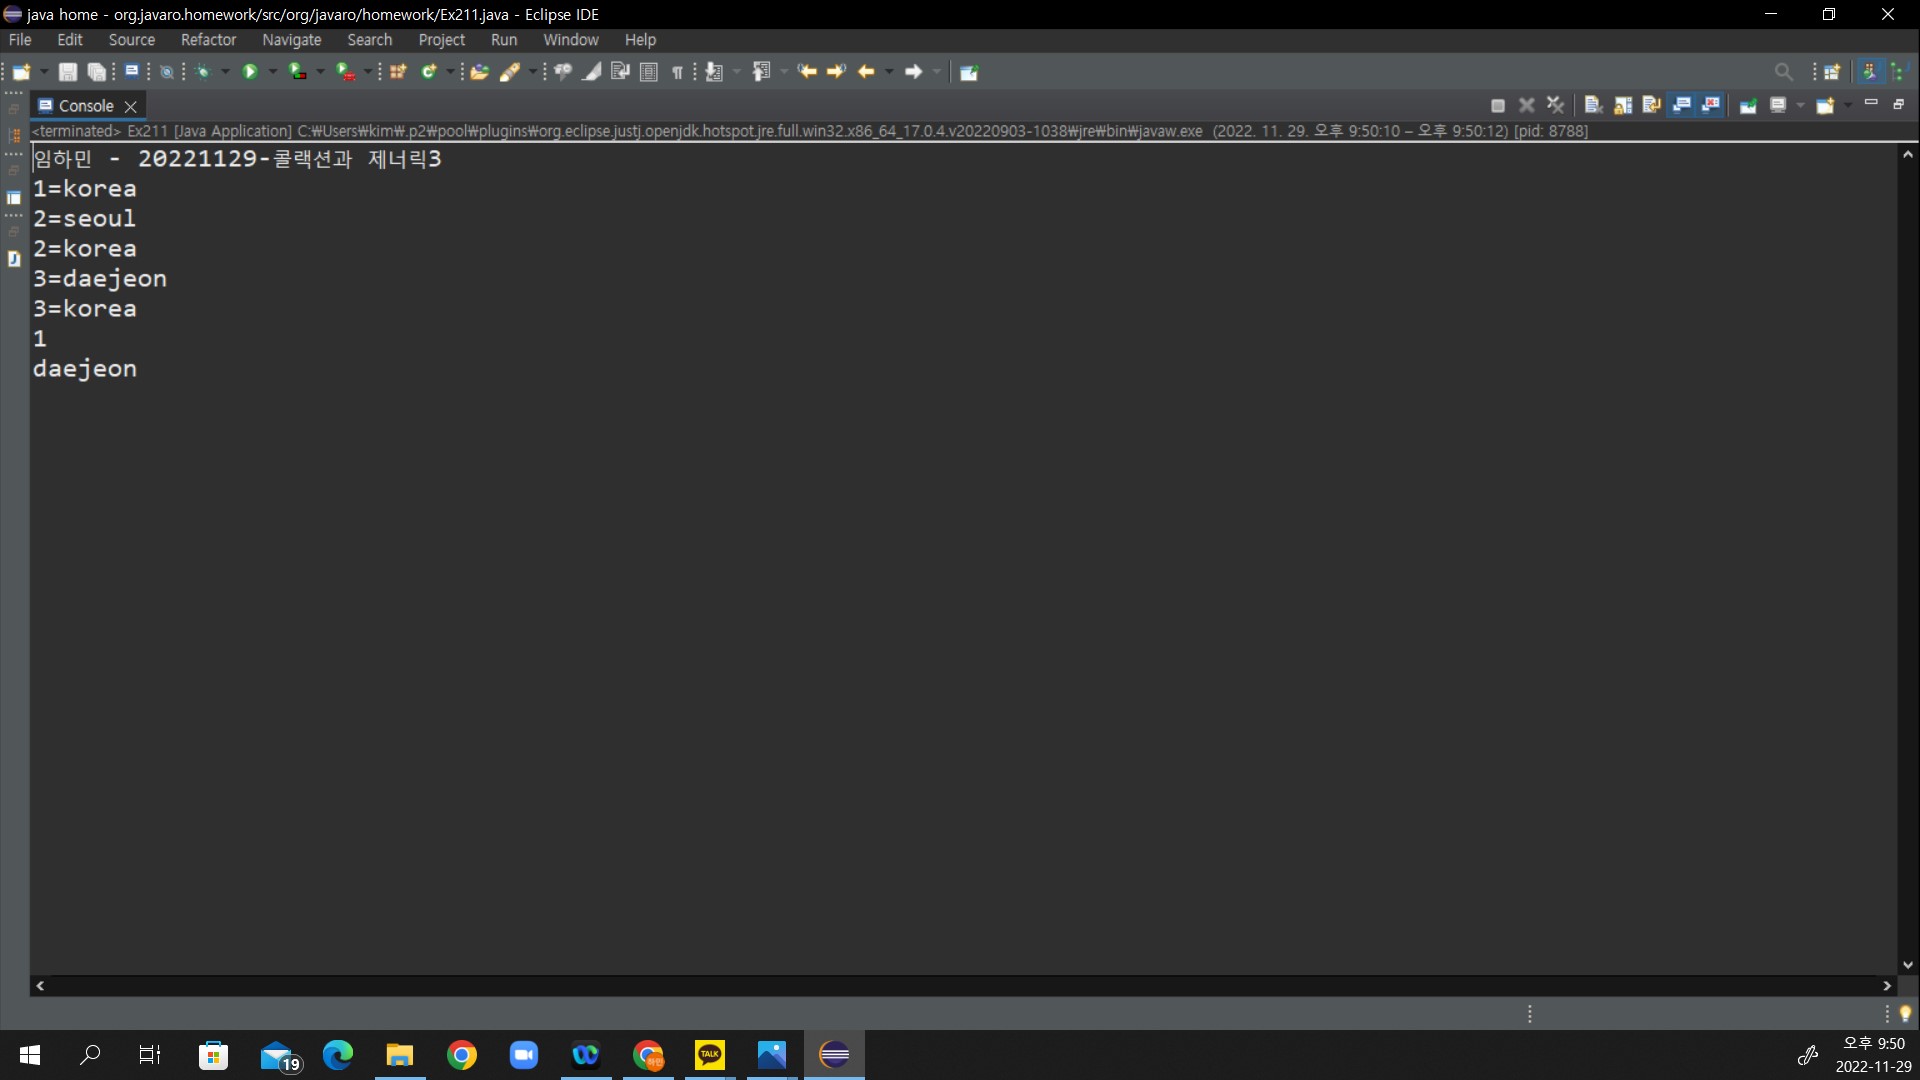 java home - org.javaro.homework/src/org/javaro/homework/Ex211.java - Eclipse IDE
File Edit Source Refactor Navigate Search Project Run Window Help
Console
<terminated> Ex211 [Java Application] C:₩Users₩kim₩.p2₩pool₩plugins₩org.eclipse.justj.openjdk.hotspot.jre.full.win32.x86_64_17.0.4.v20220903-1038₩jre₩bin₩javaw.exe (2022. 11. 29. 오후 9:50:10 – 오후 9:50:12) [pid: 8788]
임하민 - 20221129-콜랙션과 제너릭3
1=korea
2=seoul
2=korea
3=daejeon
3=korea
1
daejeon
19
TALK
하민
오후 9:50
2022-11-29